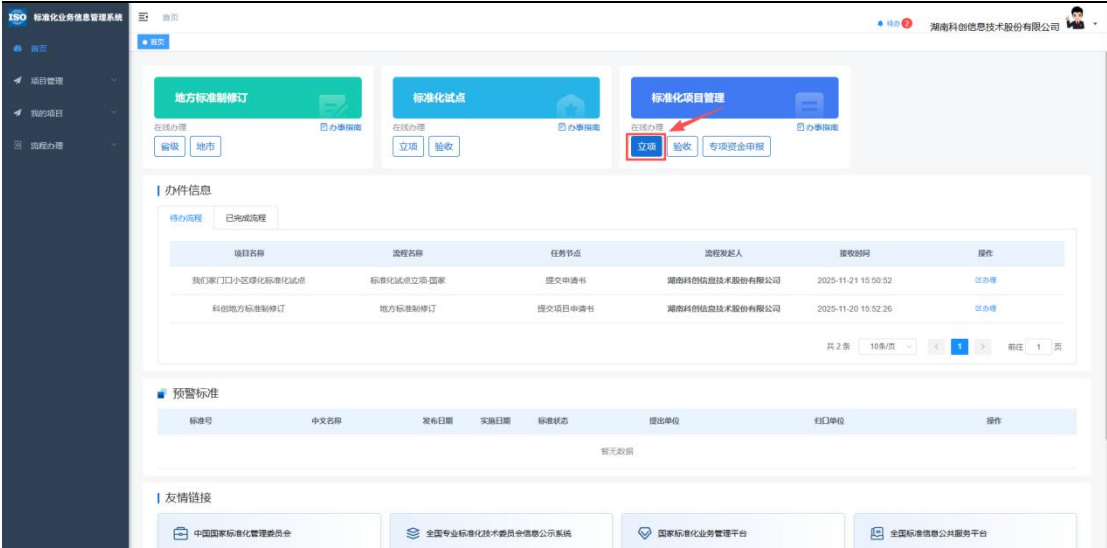 ISO 标准化业务信息管理系统
首页
待办 2
湖南科创信息技术股份有限公司
首页
首页
项目管理
我的项目
流程办理
地方标准制修订
在线办理
办事指南
省级 地市
标准化试点
在线办理
办事指南
立项 验收
标准化项目管理
在线办理
办事指南
立项 验收 专项资金申报
办件信息
待办流程 已完成流程
项目名称 流程名称 任务节点 流程发起人 接收时间 操作
我们家门口小区绿化标准化试点 标准化试点立项-国家 提交申请书 湖南科创信息技术股份有限公司 2025-11-21 15:50:52 办理
科创地方标准制修订 地方标准制修订 提交项目申请书 湖南科创信息技术股份有限公司 2025-11-20 15:52:26 办理
共 2 条 10条/页 1 前往 1 页
预警标准
标准号 中文名称 发布日期 实施日期 标准状态 提出单位 归口单位 操作
暂无数据
友情链接
中国国家标准化管理委员会
全国专业标准化技术委员会信息公示系统
国家标准化业务管理平台
全国标准信息公共服务平台